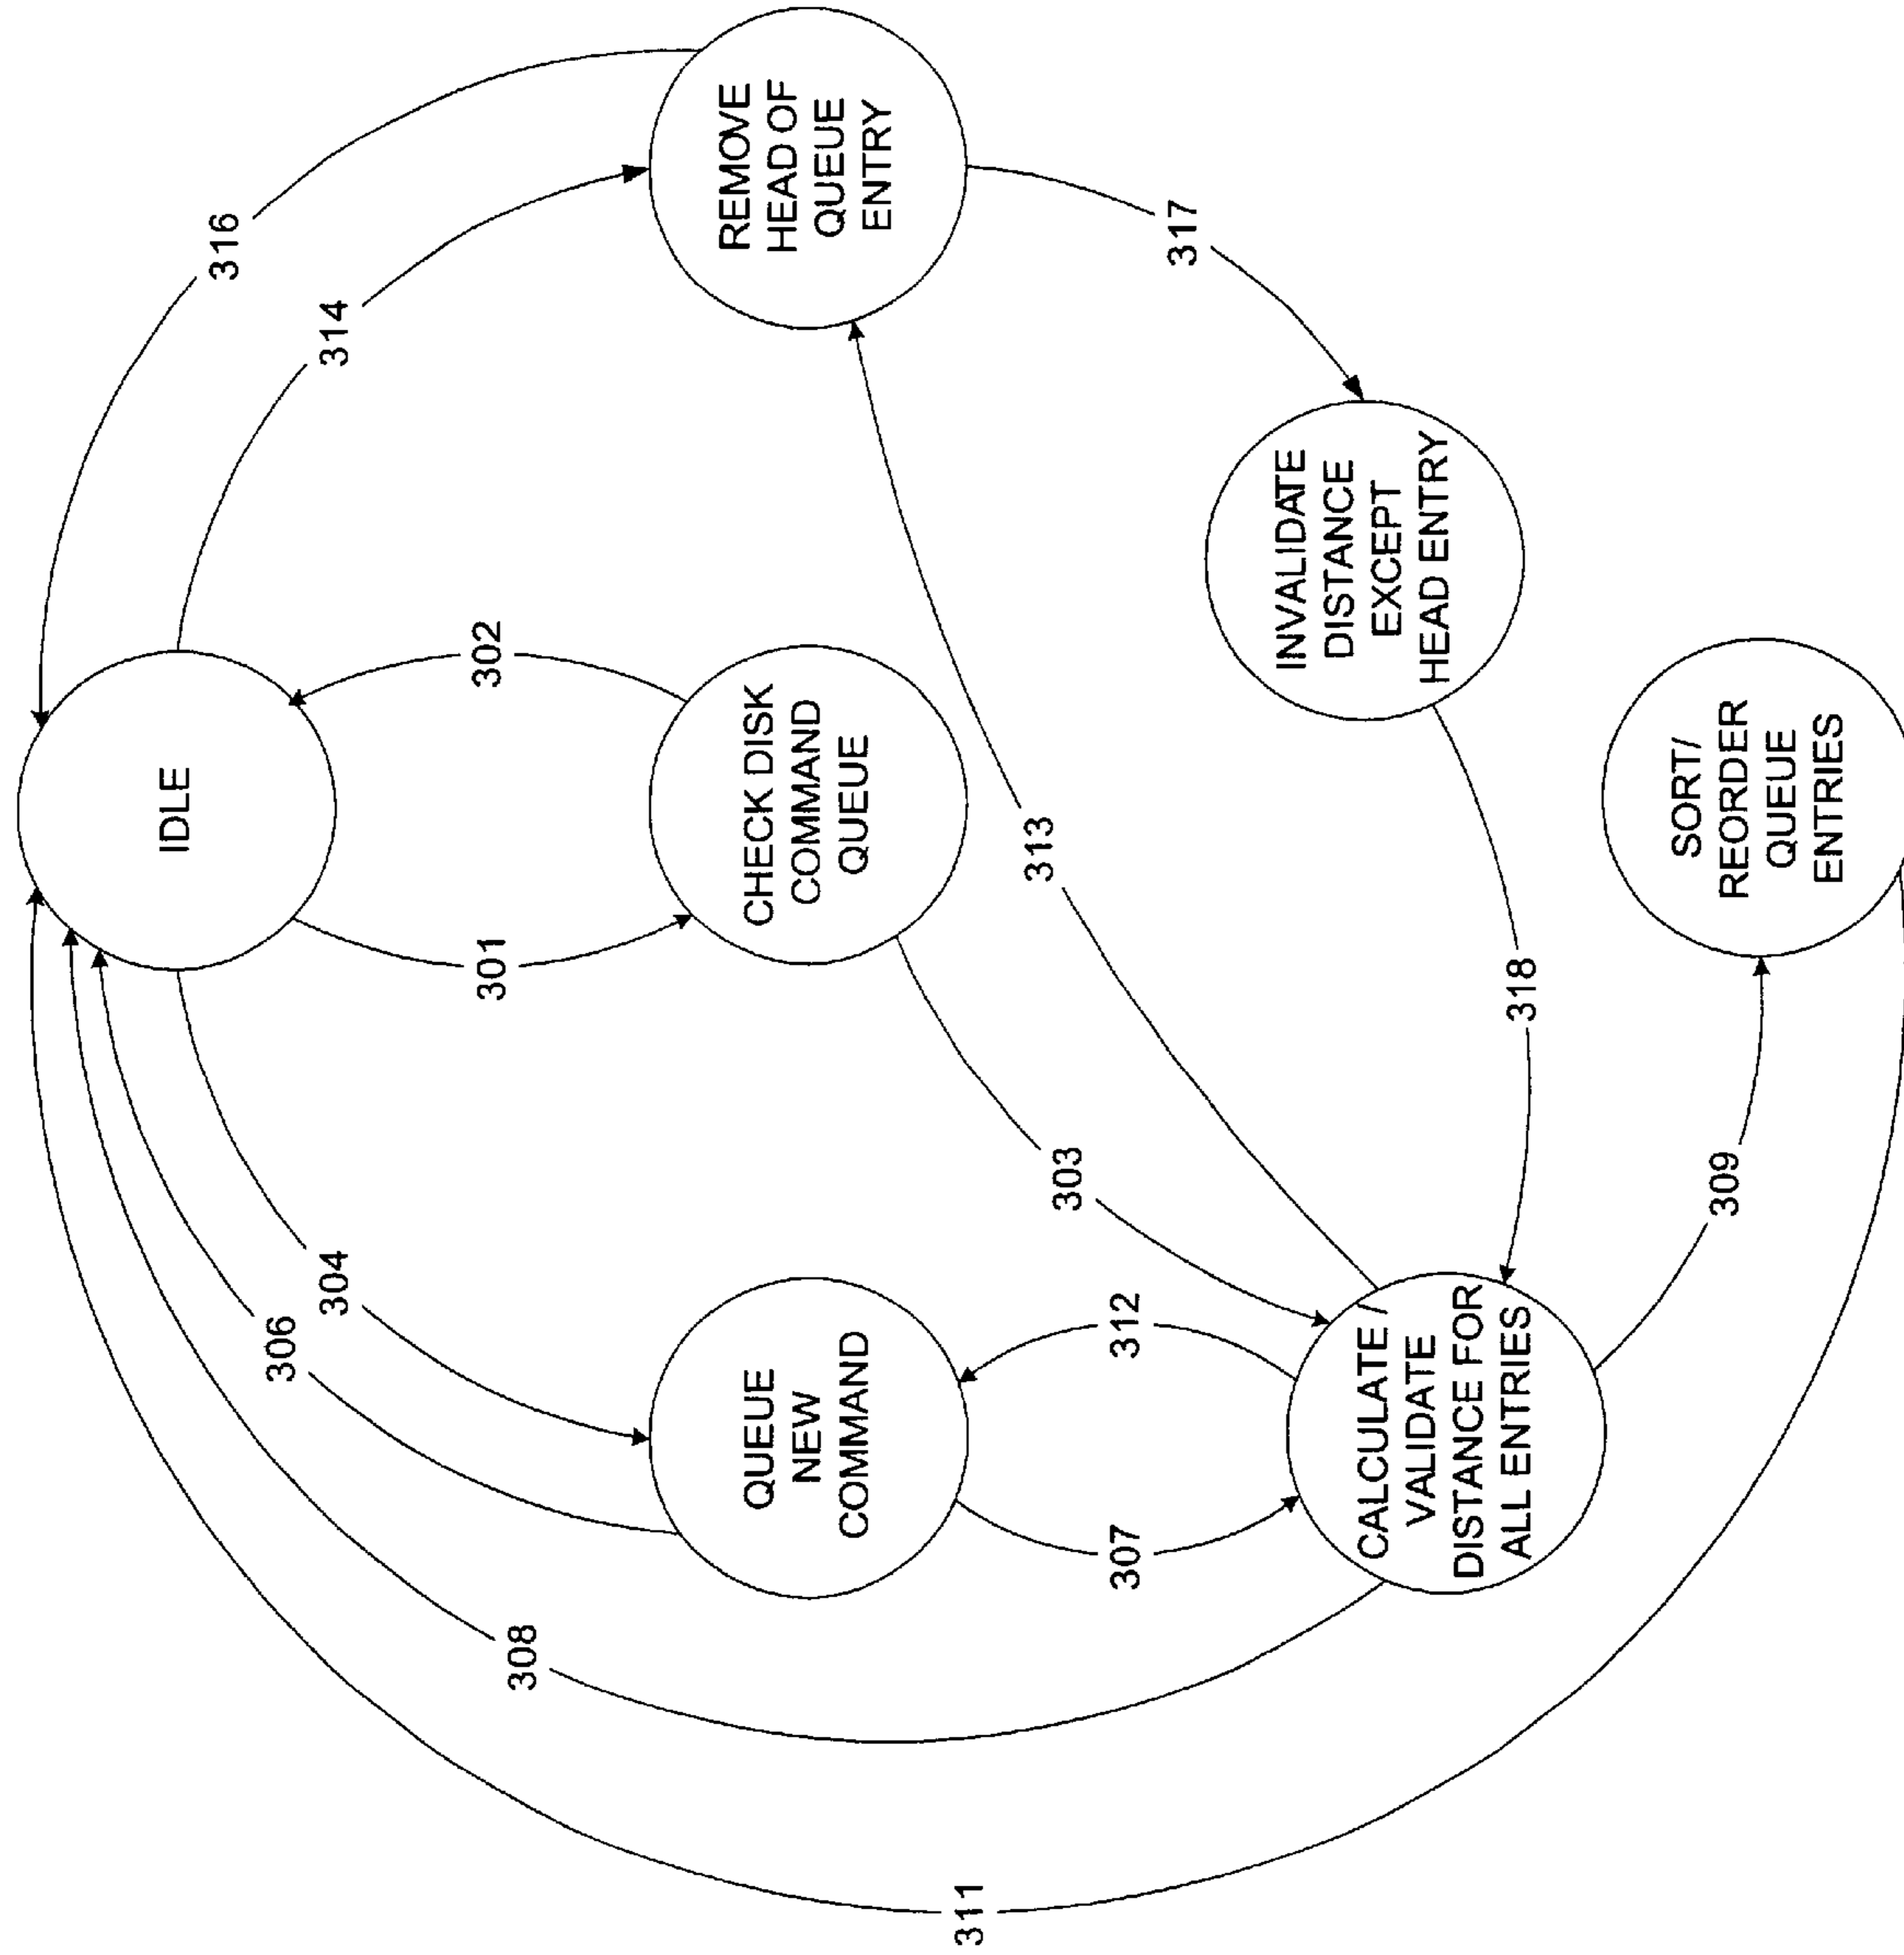 316
314
REMOVE
HEAD OF
QUEUE
ENTRY
317
IDLE
302
301
CHECK DISK
COMMAND
QUEUE
313
INVALIDATE
DISTANCE
EXCEPT
HEAD ENTRY
318
SORT/
REORDER
QUEUE
ENTRIES
304
306
303
308
QUEUE
NEW
COMMAND
312
307
309
CALCULATE /
VALIDATE
DISTANCE FOR
ALL ENTRIES
311